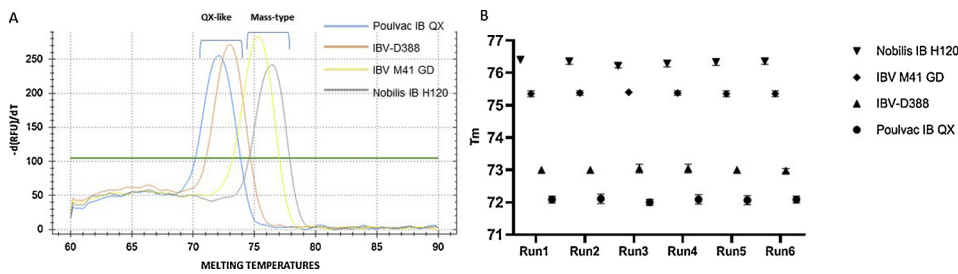 A
QX-like
Mass-type
Poulvac IB QX
IBV-D388
IBV M41 GD
Nobilis IB H120
-d(RFU)/dT
250
200
150
100
50
0
60
65
70
75
80
85
90
MELTING TEMPERATURES
B
Tm
77
76
75
74
73
72
71
Run1
Run2
Run3
Run4
Run5
Run6
Nobilis IB H120
IBV M41 GD
IBV-D388
Poulvac IB QX